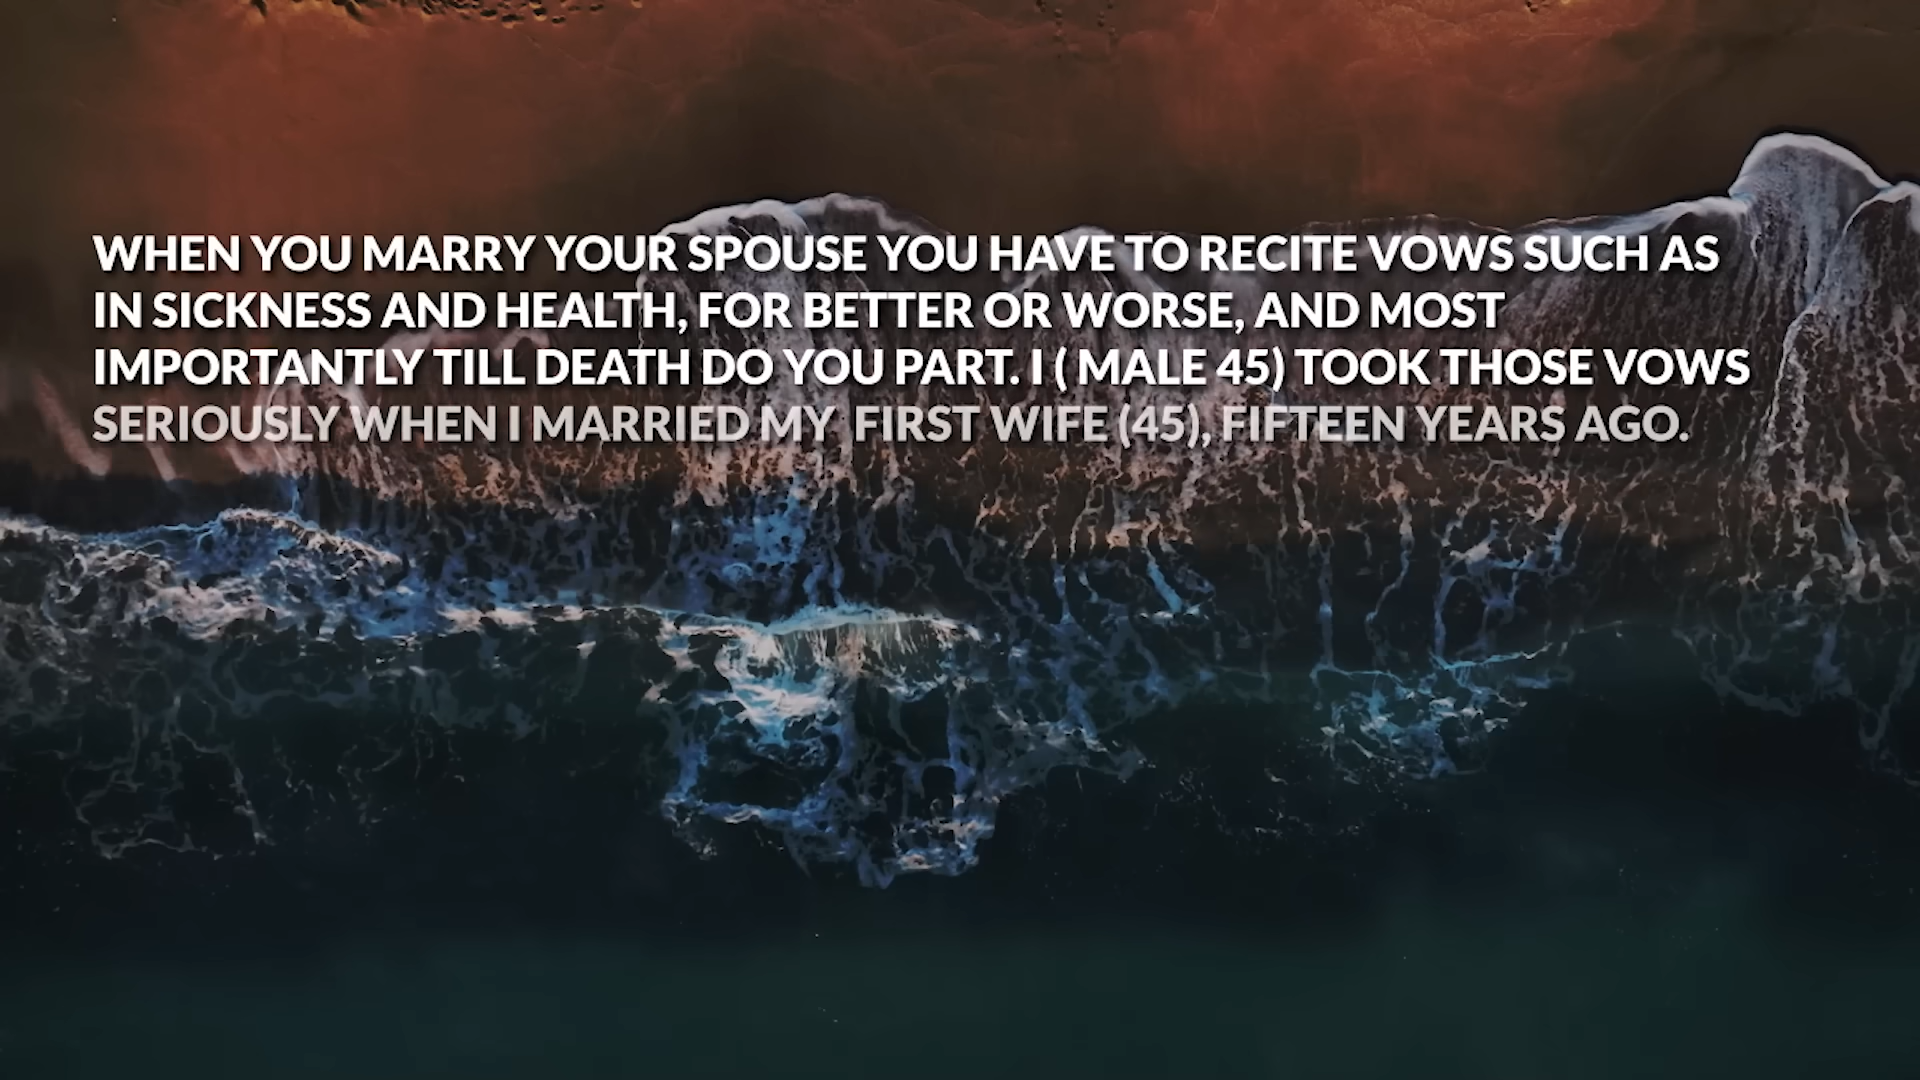 WHEN YOU MARRY YOUR SPOUSE YOU HAVE TO RECITE VOWS SUCH AS
IN SICKNESS AND HEALTH, FOR BETTER OR WORSE, AND MOST
IMPORTANTLY TILL DEATH DO YOU PART. I ( MALE 45) TOOK THOSE VOWS
SERIOUSLY WHEN I MARRIED MY  FIRST WIFE (45), FIFTEEN YEARS AGO.